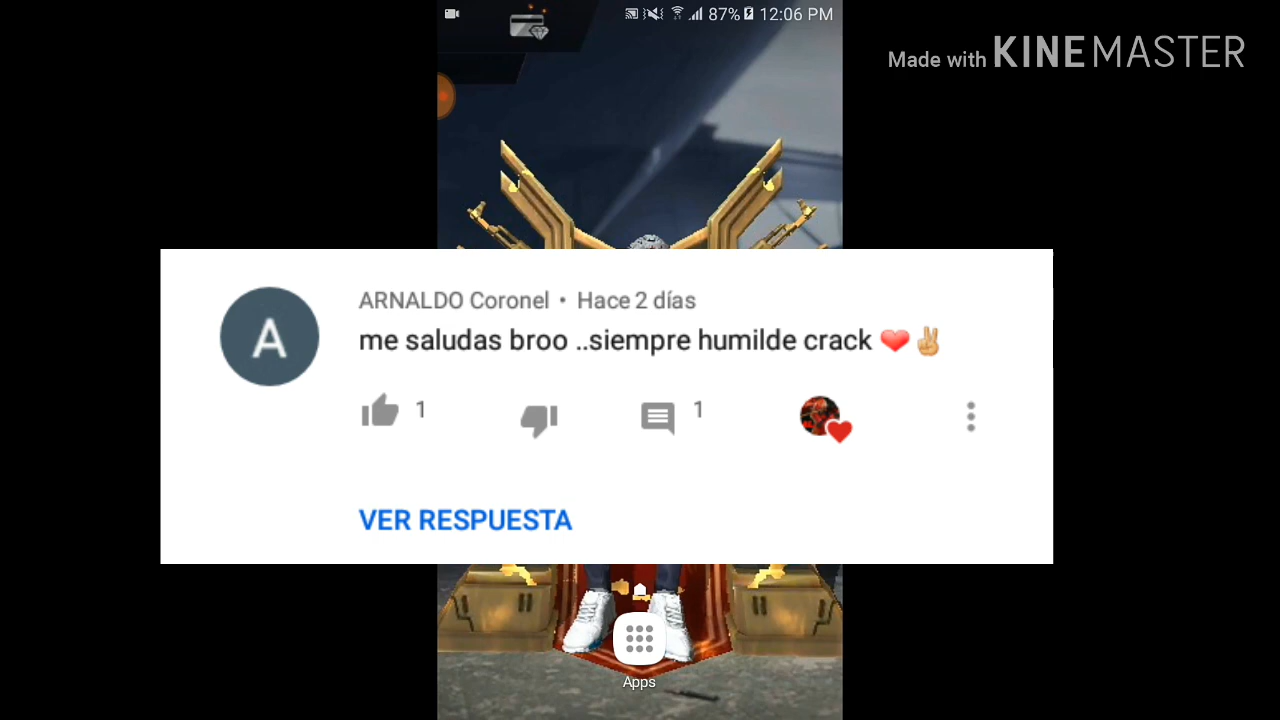 87% 12:06 PM
Made with KINEMASTER
A
ARNALDO Coronel • Hace 2 días
me saludas broo ..siempre humilde crack ❤️✌🏼
1
1
VER RESPUESTA
Apps